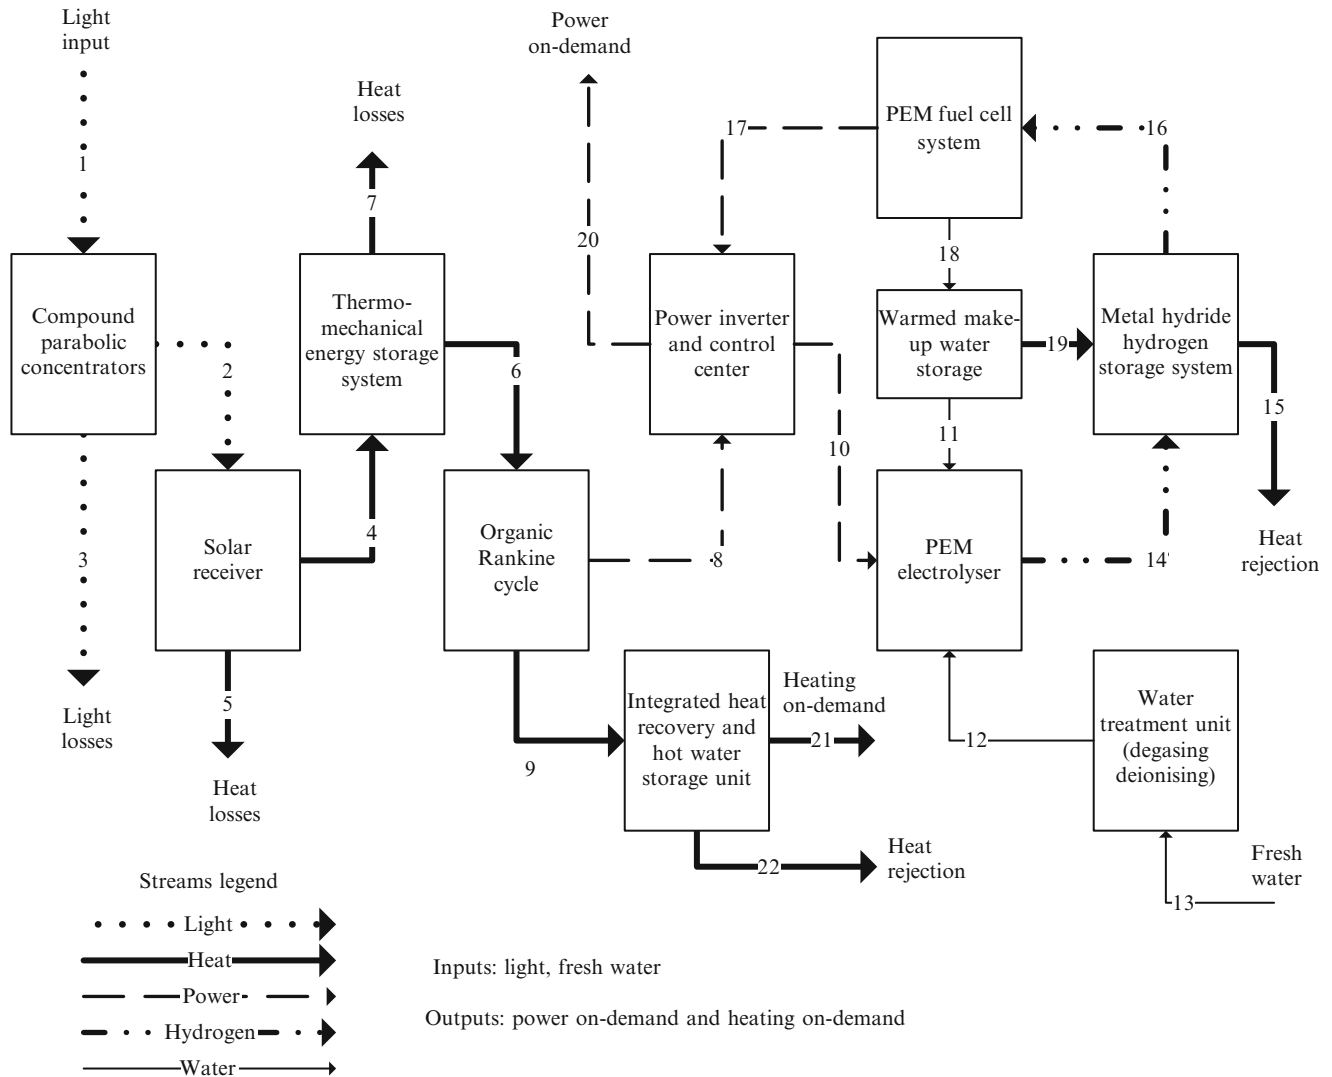 Light
input
Power
on-demand
Heat
losses
PEM fuel cell
system
17
16
1
7
20
18
Compound
parabolic
concentrators
2
Thermo-
mechanical
energy storage
system
6
Power inverter
and control
center
Warmed make-
up water
storage
19
Metal hydride
hydrogen
storage system
15
11
10
3
Solar
receiver
4
Organic
Rankine
cycle
8
PEM
electrolyser
14
Heat
rejection
5
Light
losses
Heat
losses
9
Integrated heat
recovery and
hot water
storage unit
Heating
on-demand
21
12
Water
treatment unit
(degasing
deionising)
22
Heat
rejection
Fresh
water
13
Streams legend
Light
Heat
Power
Hydrogen
Water
Inputs: light, fresh water
Outputs: power on-demand and heating on-demand